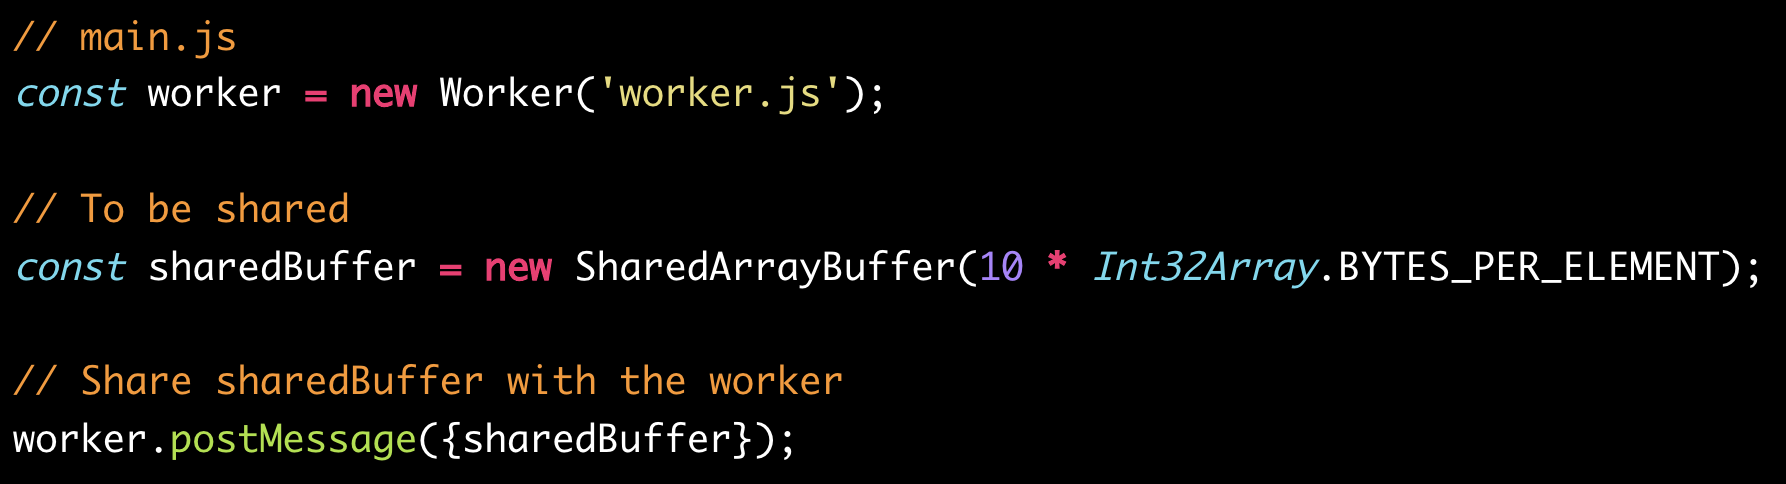 // main.js
const worker = new Worker('worker.js');
// To be shared
const sharedBuffer = new SharedArrayBuffer(10 * Int32Array.BYTES_PER_ELEMENT);
// Share sharedBuffer with the worker
worker.postMessage({sharedBuffer});